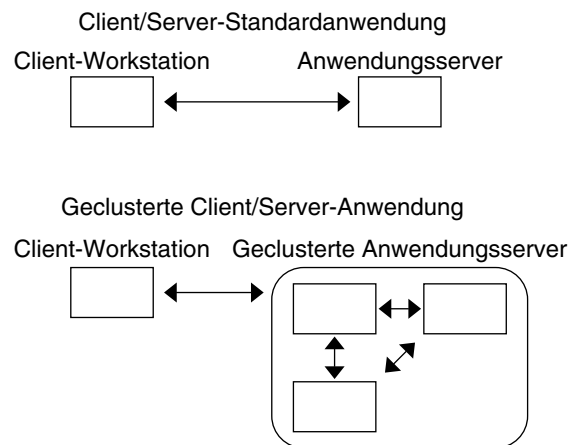 Client/Server-Standardanwendung
Client-Workstation Anwendungsserver
Geclusterte Client/Server-Anwendung
Client-Workstation Geclusterte Anwendungsserver